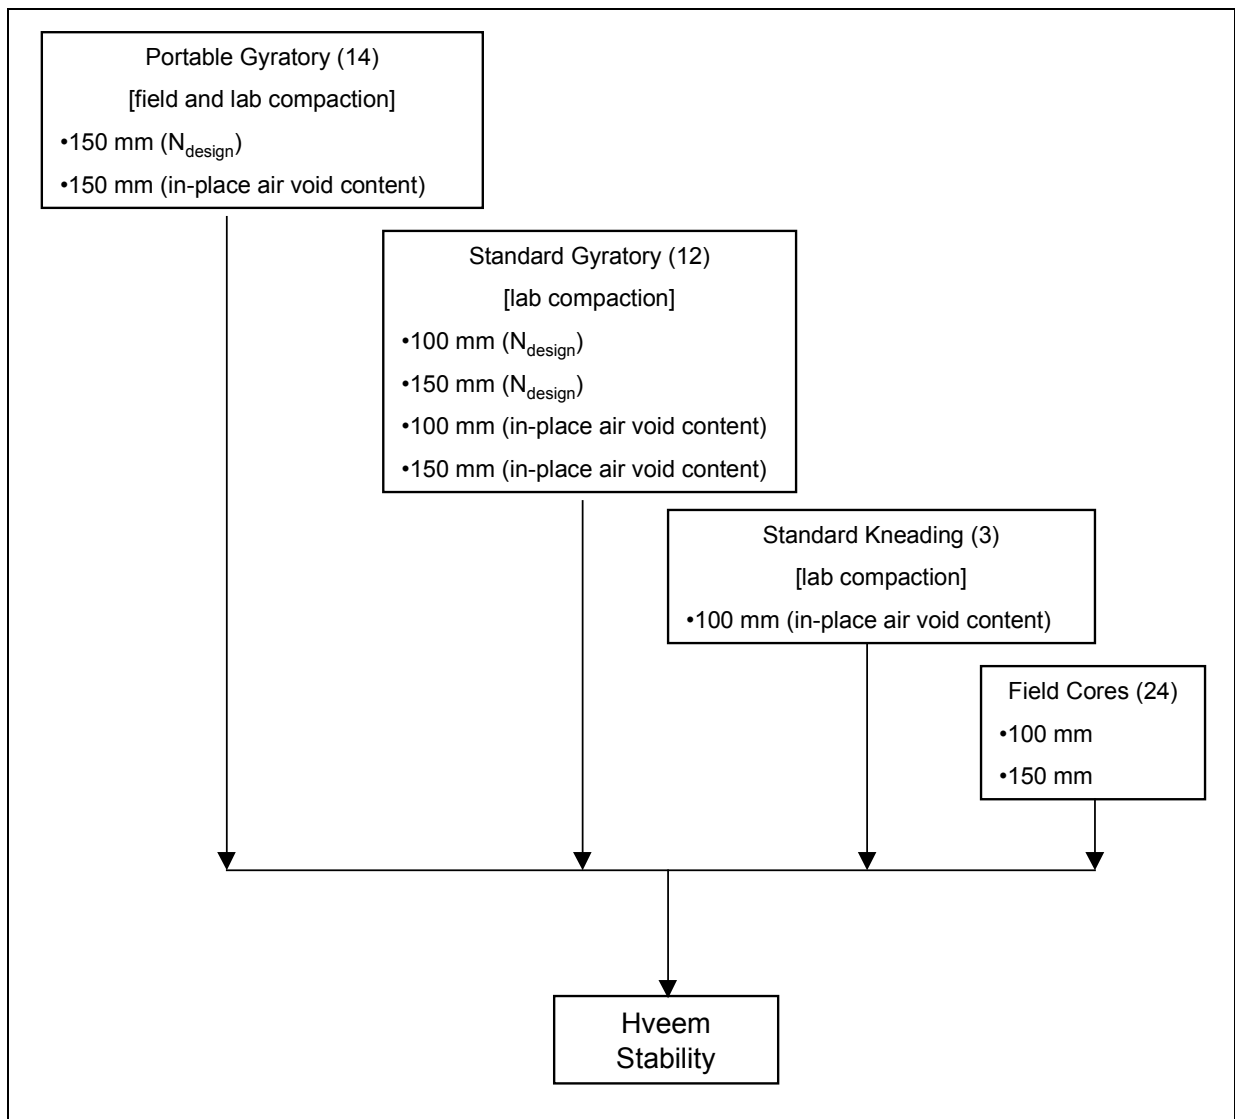 Portable Gyratory (14)
[field and lab compaction]
•150 mm (Ndesign)
•150 mm (in-place air void content)
Standard Gyratory (12)
[lab compaction]
•100 mm (Ndesign)
•150 mm (Ndesign)
•100 mm (in-place air void content)
•150 mm (in-place air void content)
Standard Kneading (3)
[lab compaction]
•100 mm (in-place air void content)
Field Cores (24)
•100 mm
•150 mm
Hveem
Stability